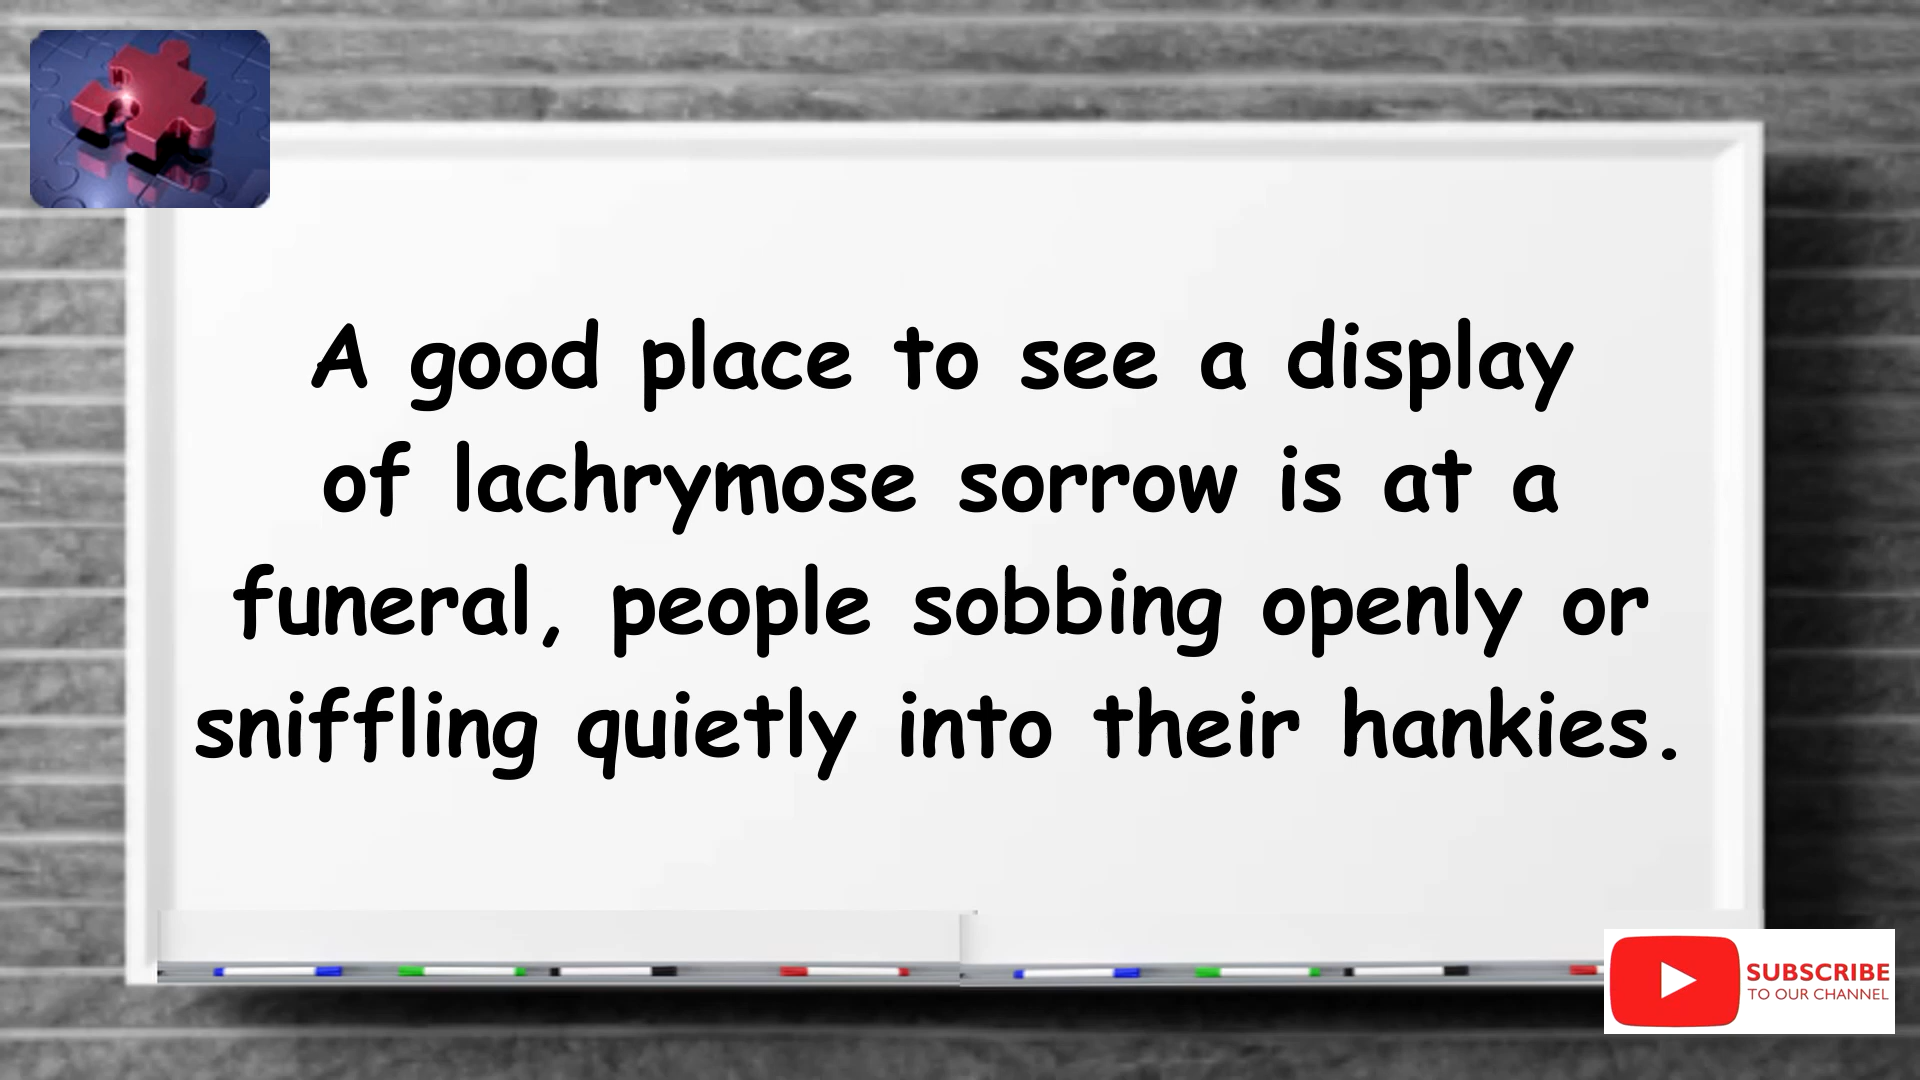 A good place to see a display
of lachrymose sorrow is at a
funeral, people sobbing openly or
sniffling quietly into their hankies.
SUBSCRIBE
TO OUR CHANNEL